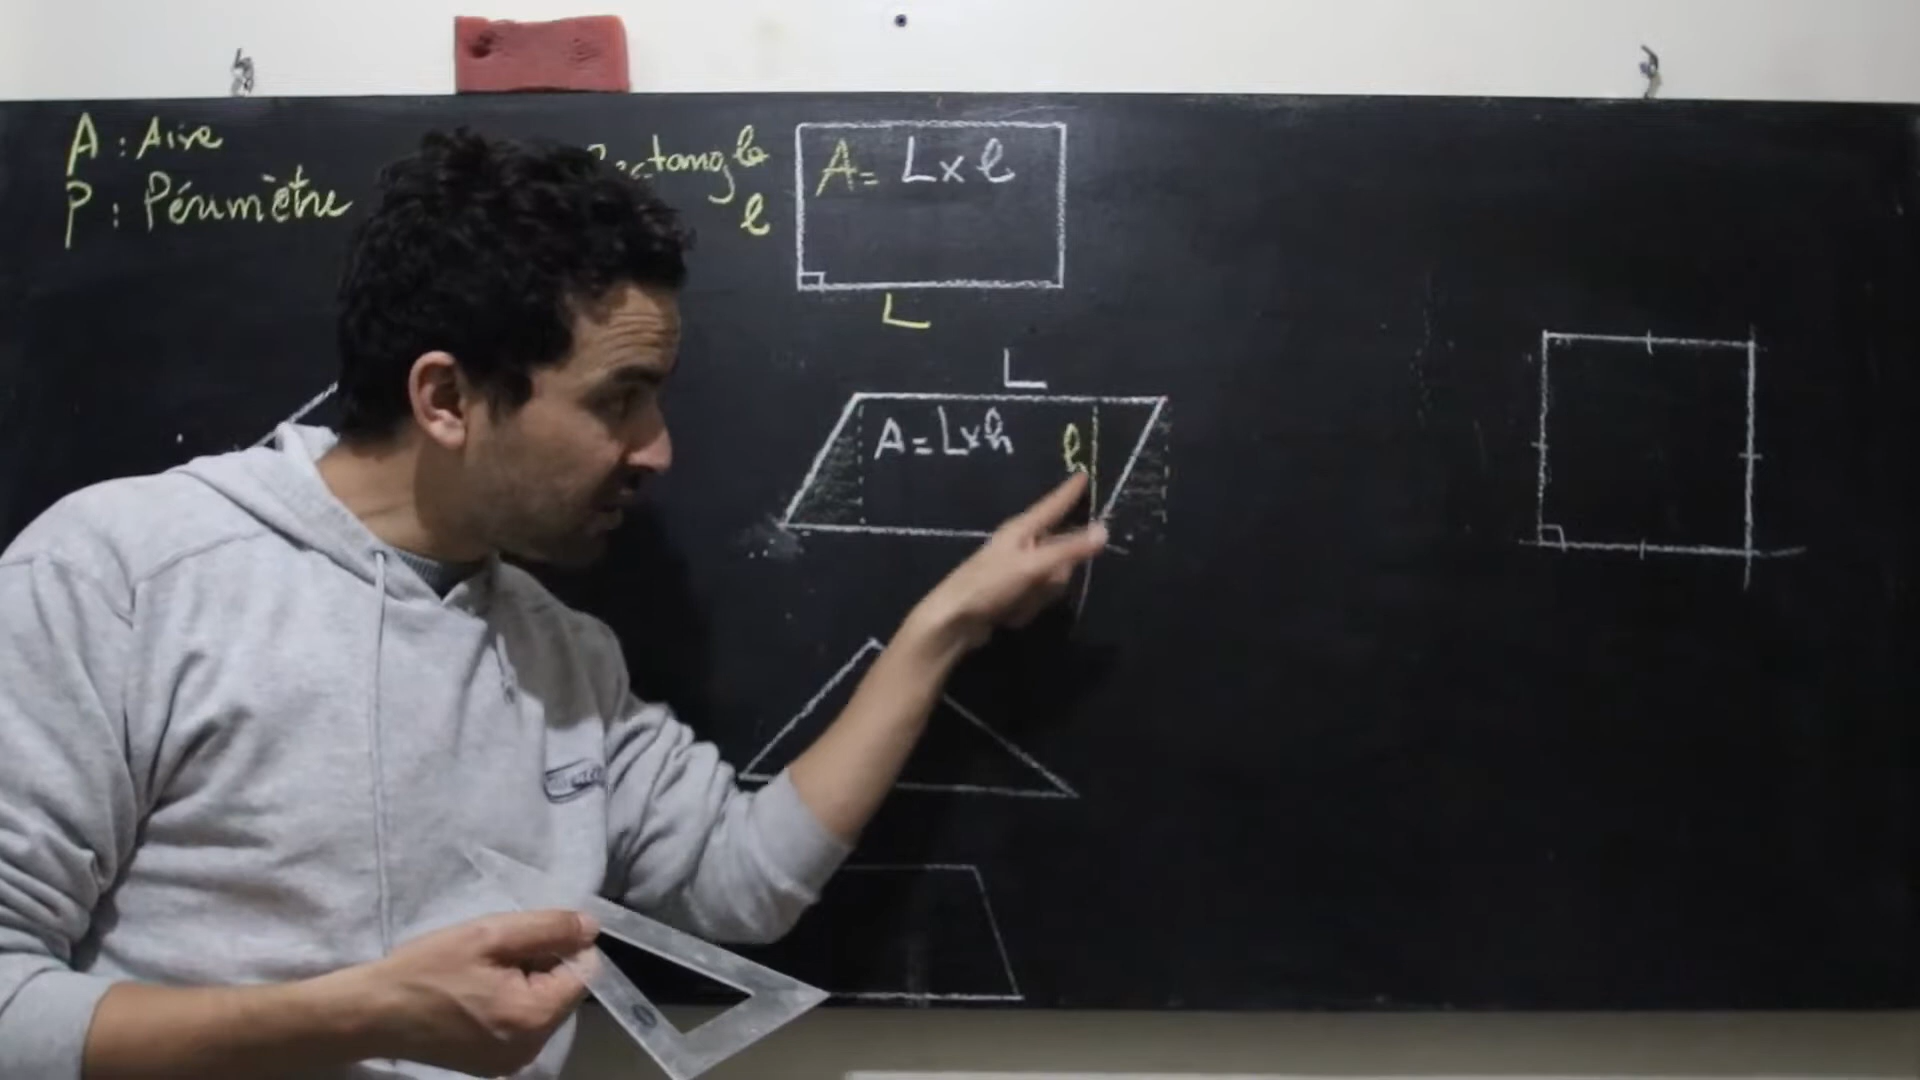 A : Aire
P : Périmètre
Rectangle
l
A = L x l
L
L
A = L x h
h